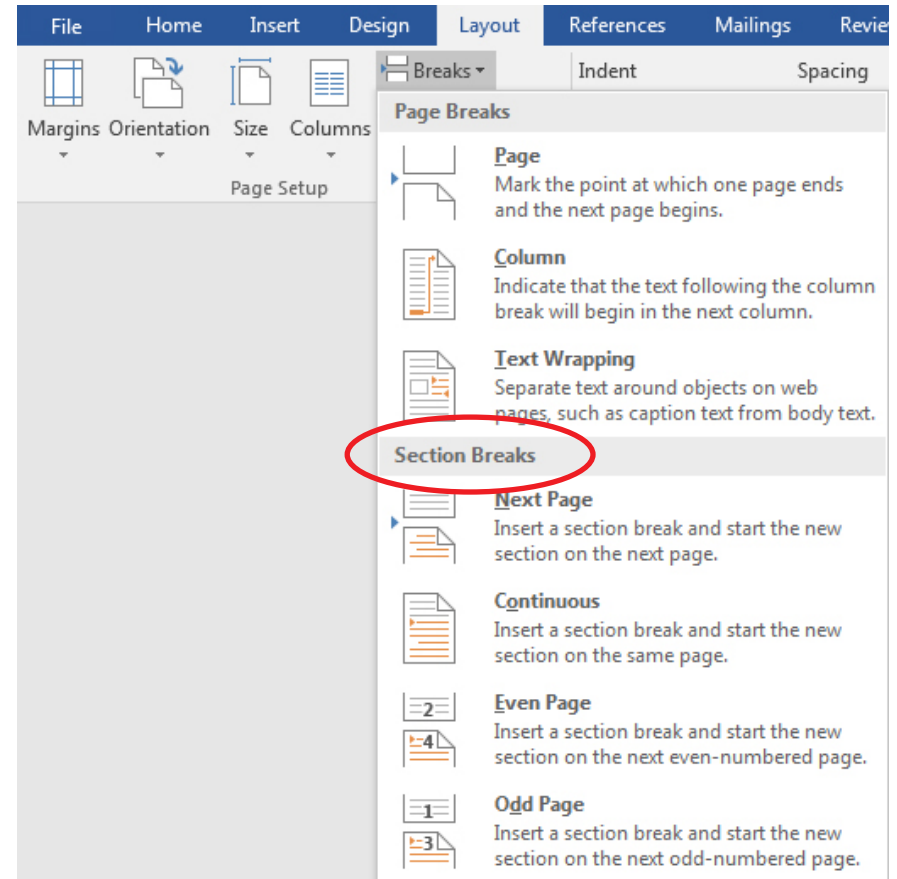 File Home Insert Design Layout References Mailings
Breaks Indent Spacing
Margins Orientation Size Columns
Page Setup
Page Breaks
Page
Mark the point at which one page ends
and the next page begins.
Column
Indicate that the text following the column
break will begin in the next column.
Text Wrapping
Separate text around objects on web
pages, such as caption text from body text.
Section Breaks
Next Page
Insert a section break and start the new
section on the next page.
Continuous
Insert a section break and start the new
section on the same page.
2
Even Page
Insert a section break and start the new
4
section on the next even-numbered page.
1
Odd Page
Insert a section break and start the new
3
section on the next odd-numbered page.